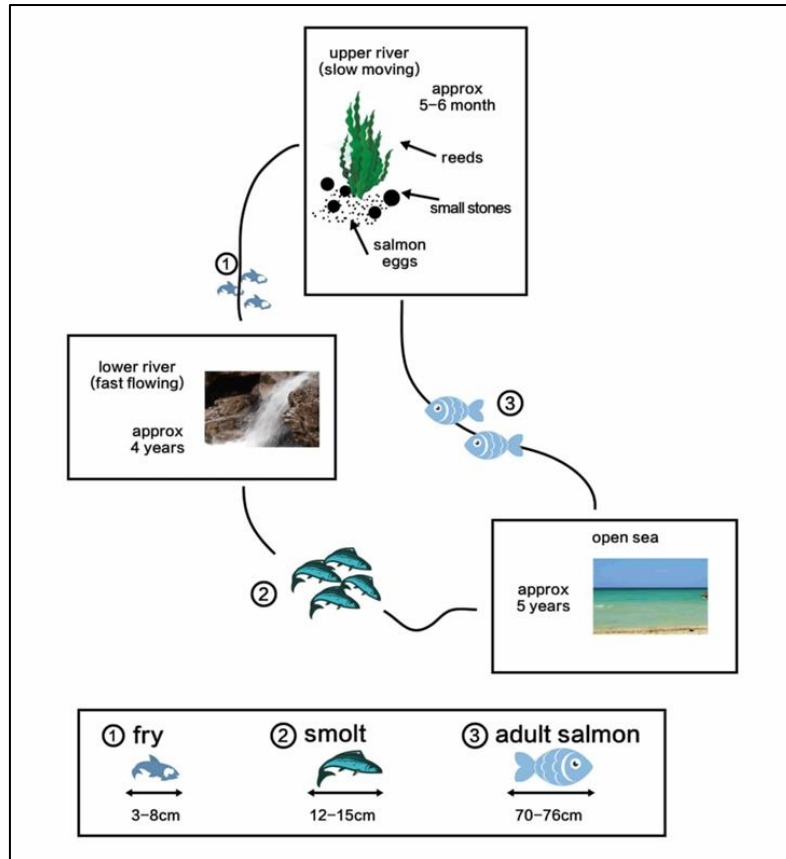 upper river
(slow moving)
approx
5-6 month
reeds
small stones
salmon
eggs
①
lower river
(fast flowing)
approx
4 years
③
②
open sea
approx
5 years
① fry
② smolt
③ adult salmon
3-8cm
12-15cm
70-76cm